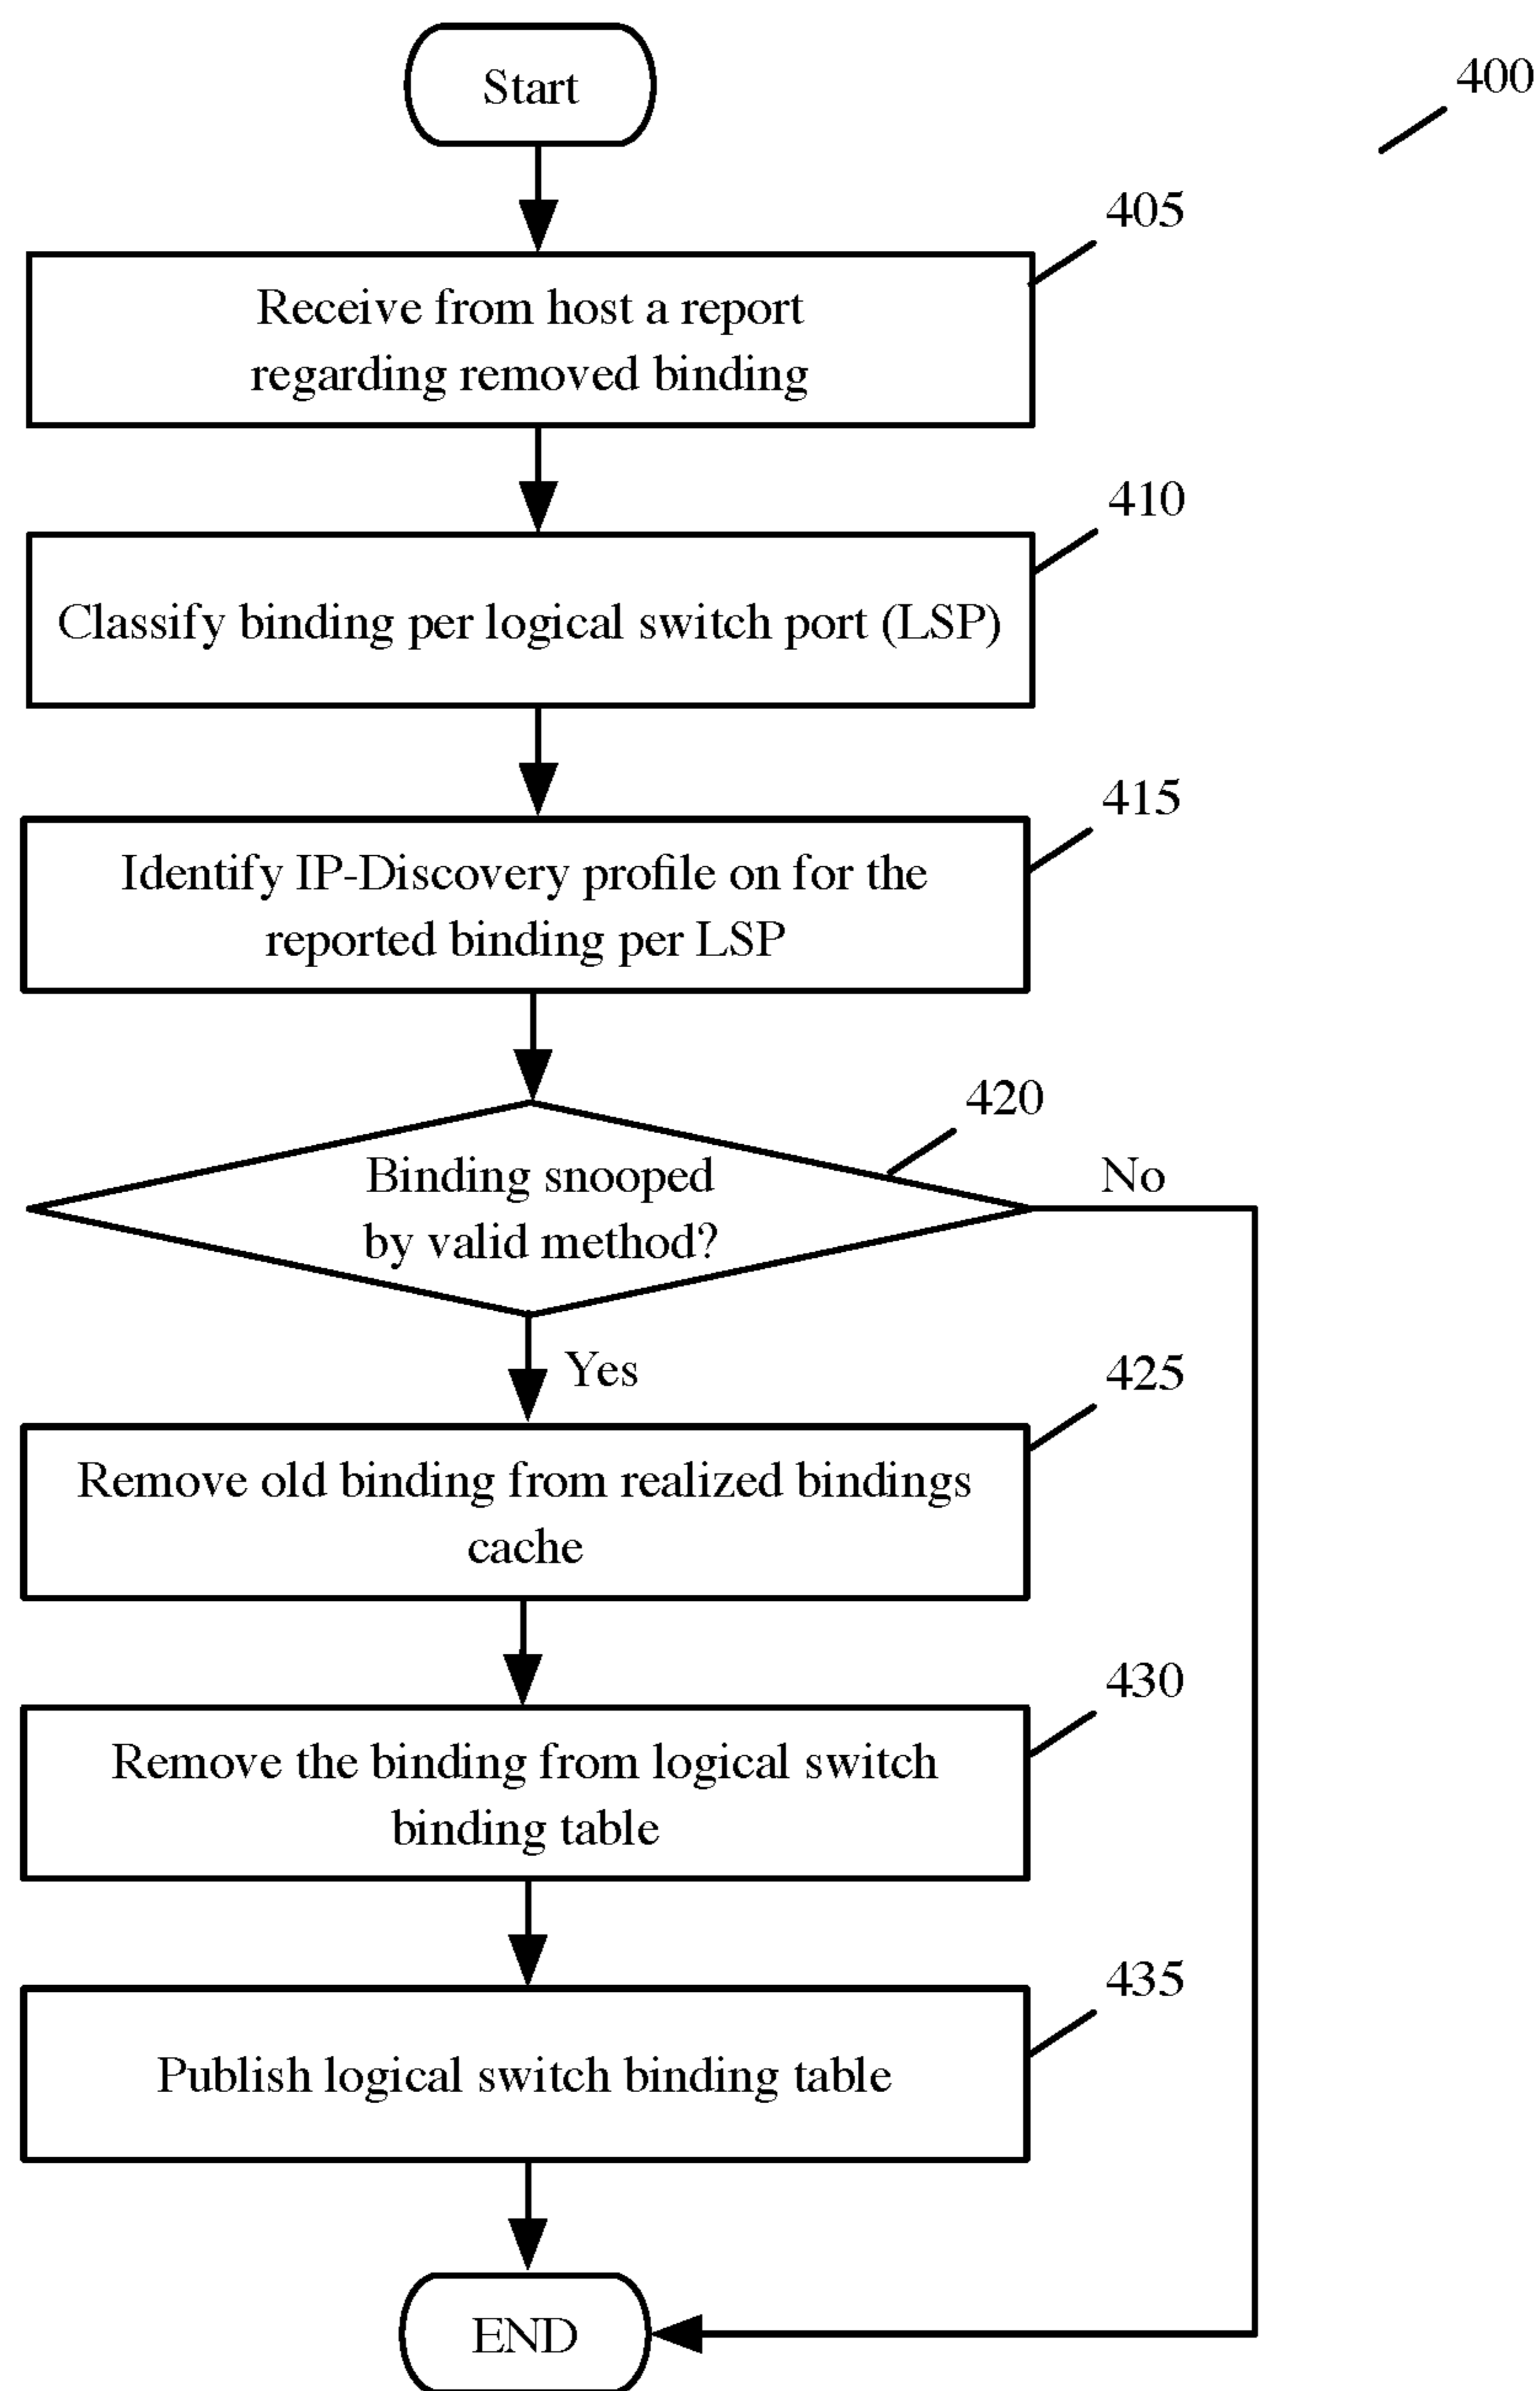 Start
400
405
Receive from host a report
regarding removed binding
410
Classify binding per logical switch port (LSP)
415
Identify IP-Discovery profile on for the
reported binding per LSP
420
Binding snooped
by valid method?
No
Yes
425
Remove old binding from realized bindings
cache
430
Remove the binding from logical switch
binding table
435
Publish logical switch binding table
END